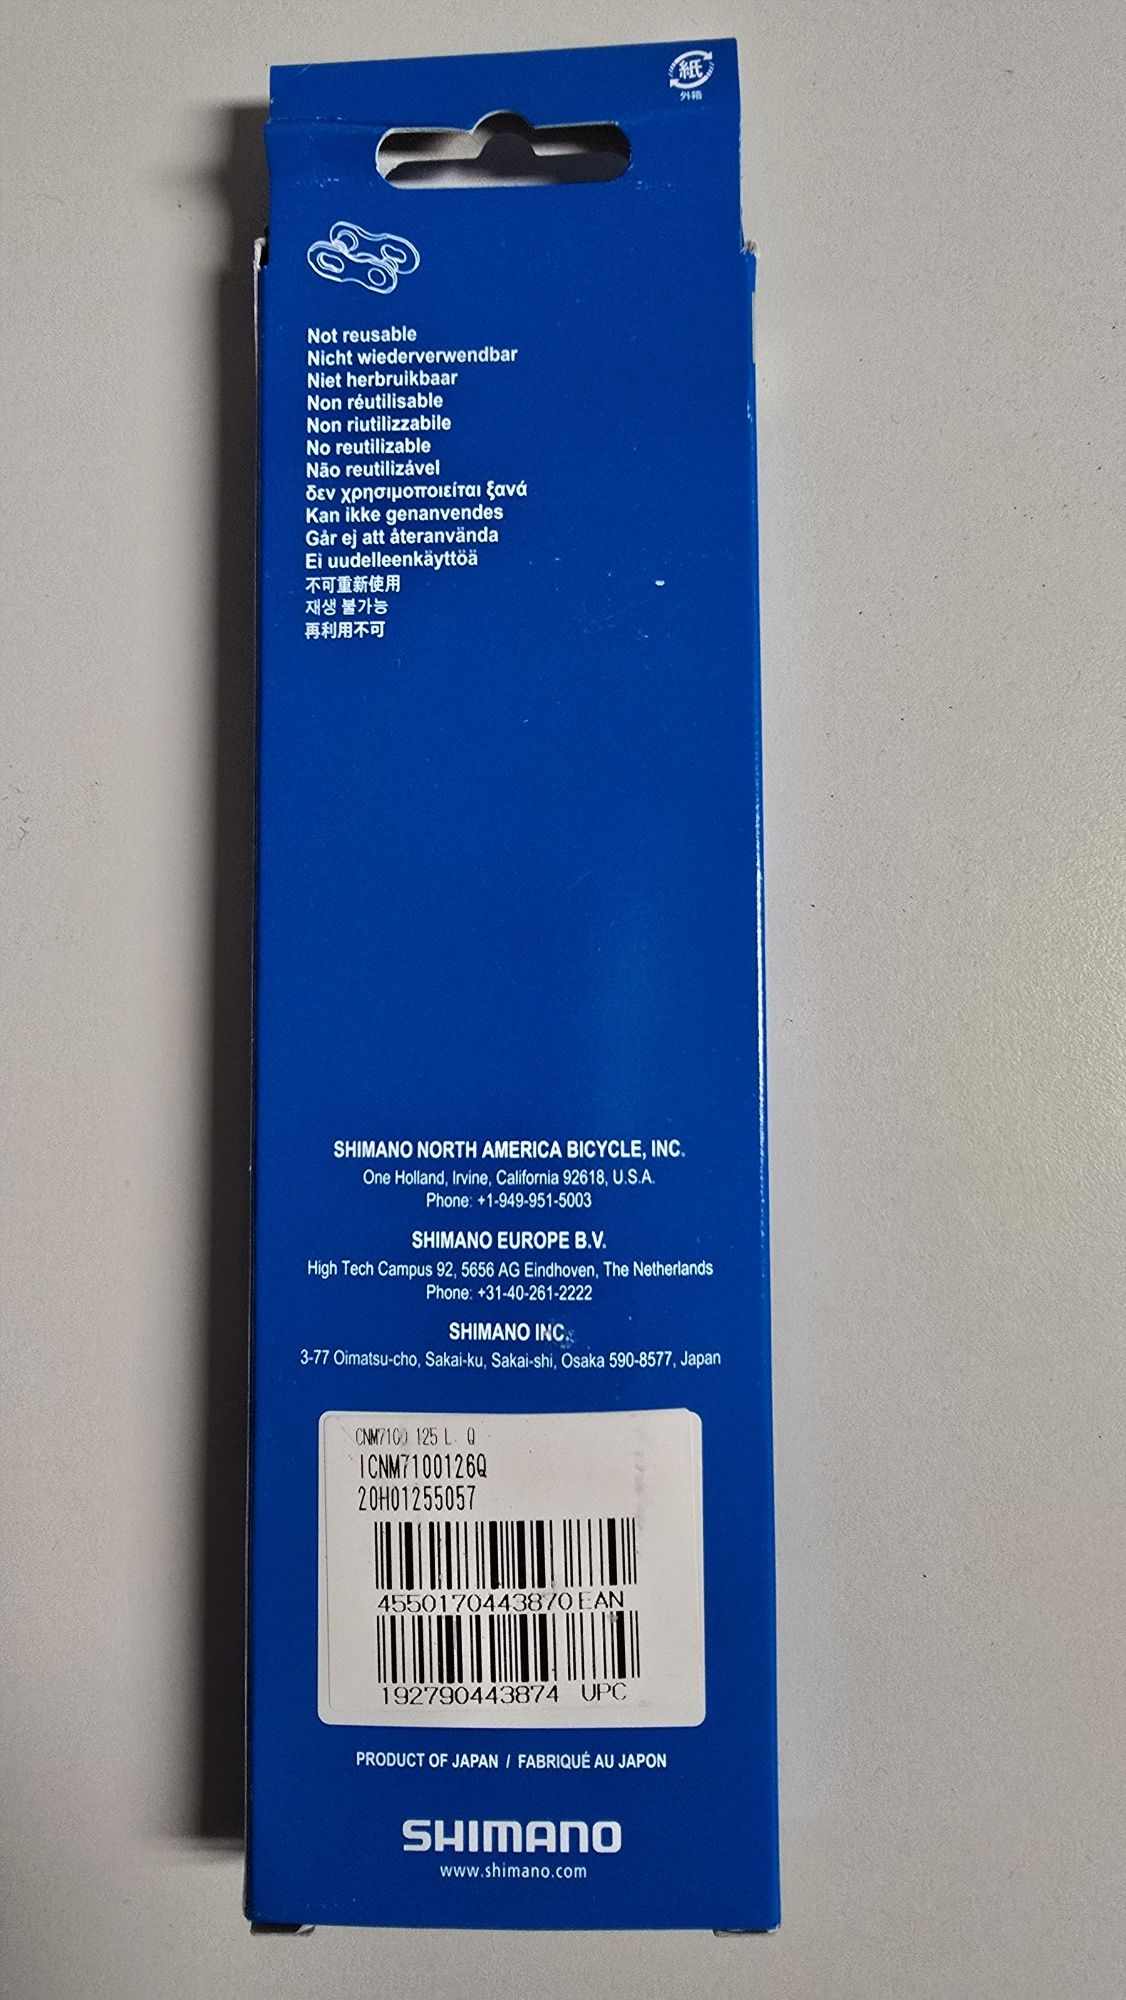 紙
外箱
Not reusable
Nicht wiederverwendbar
Niet herbruikbaar
Non réutilisable
Non riutilizzabile
No reutilizable
Não reutilizável
δεν χρησιμοποιείται ξανά
Kan ikke genanvendes
Går ej att återanvända
Ei uudelleenkäyttöä
不可重新使用
재생 불가능
再利用不可
SHIMANO NORTH AMERICA BICYCLE, INC.
One Holland, Irvine, California 92618, U.S.A.
Phone: +1-949-951-5003
SHIMANO EUROPE B.V.
High Tech Campus 92, 5656 AG Eindhoven, The Netherlands
Phone: +31-40-261-2222
SHIMANO INC.
3-77 Oimatsu-cho, Sakai-ku, Sakai-shi, Osaka 590-8577, Japan
CNM7100 125 L Q
ICNM7100126Q
20H01255057
4550170443870 EAN
192790443874 UPC
PRODUCT OF JAPAN / FABRIQUÉ AU JAPON
SHIMANO
www.shimano.com